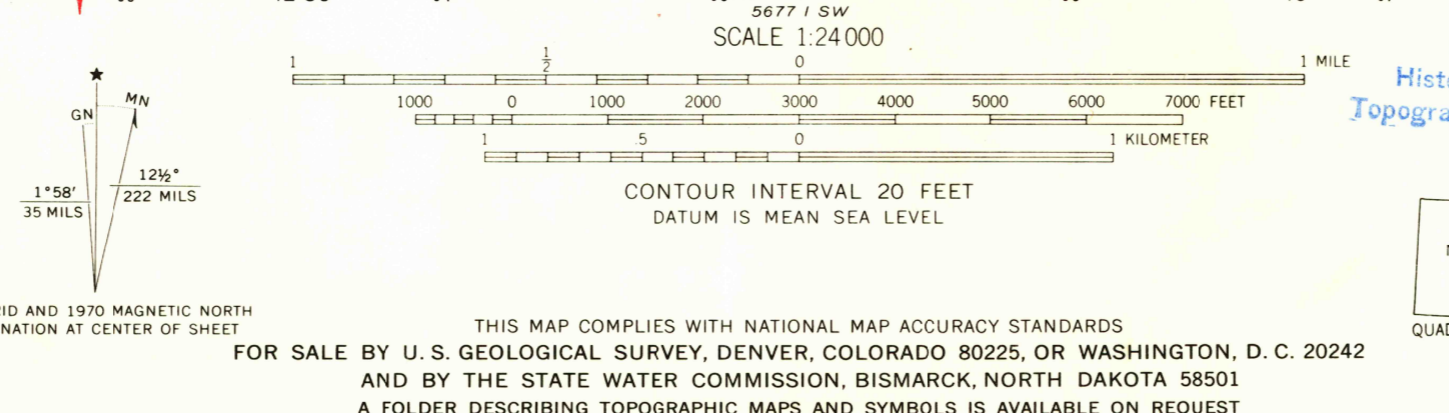 5677 I SW
SCALE 1:24 000
1 ½ 0 1 MILE
1000 0 1000 2000 3000 4000 5000 6000 7000 FEET
1 .5 0 1 KILOMETER
CONTOUR INTERVAL 20 FEET
DATUM IS MEAN SEA LEVEL
★
GN
MN
1°58'
35 MILS
12½°
222 MILS
AND 1970 MAGNETIC NORTH
AT CENTER OF SHEET
THIS MAP COMPLIES WITH NATIONAL MAP ACCURACY STANDARDS
FOR SALE BY U. S. GEOLOGICAL SURVEY, DENVER, COLORADO 80225, OR WASHINGTON, D. C. 20242
AND BY THE STATE WATER COMMISSION, BISMARCK, NORTH DAKOTA 58501
A FOLDER DESCRIBING TOPOGRAPHIC MAPS AND SYMBOLS IS AVAILABLE ON REQUEST
Hist
Topogra
QUAD